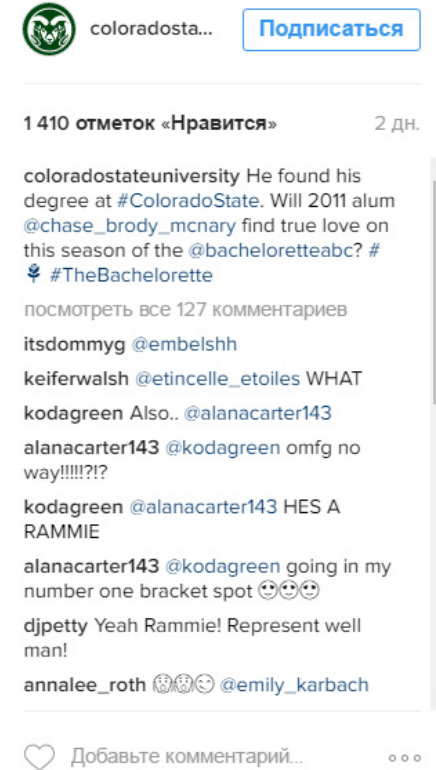 coloradosta...
Подписаться
1 410 отметок «Нравится»
2 дн.
coloradostateuniversity He found his
degree at #ColoradoState. Will 2011 alum
@chase_brody_mcnary find true love on
this season of the @bacheloretteabc? #
🌹 #TheBachelorette
посмотреть все 127 комментариев
itsdommyg @embelshh
keiferwalsh @etincelle_etoiles WHAT
kodagreen Also.. @alanacarter143
alanacarter143 @kodagreen omfg no
way!!!!!?!?
kodagreen @alanacarter143 HES A
RAMMIE
alanacarter143 @kodagreen going in my
number one bracket spot 😍😍😍
djpetty Yeah Rammie! Represent well
man!
annalee_roth 😱😱😏 @emily_karbach
Добавьте комментарий...